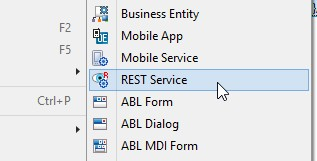 Business Entity
F2
Mobile App
F5
Mobile Service
REST Service
Ctrl+P
ABL Form
ABL Dialog
ABL MDI Form